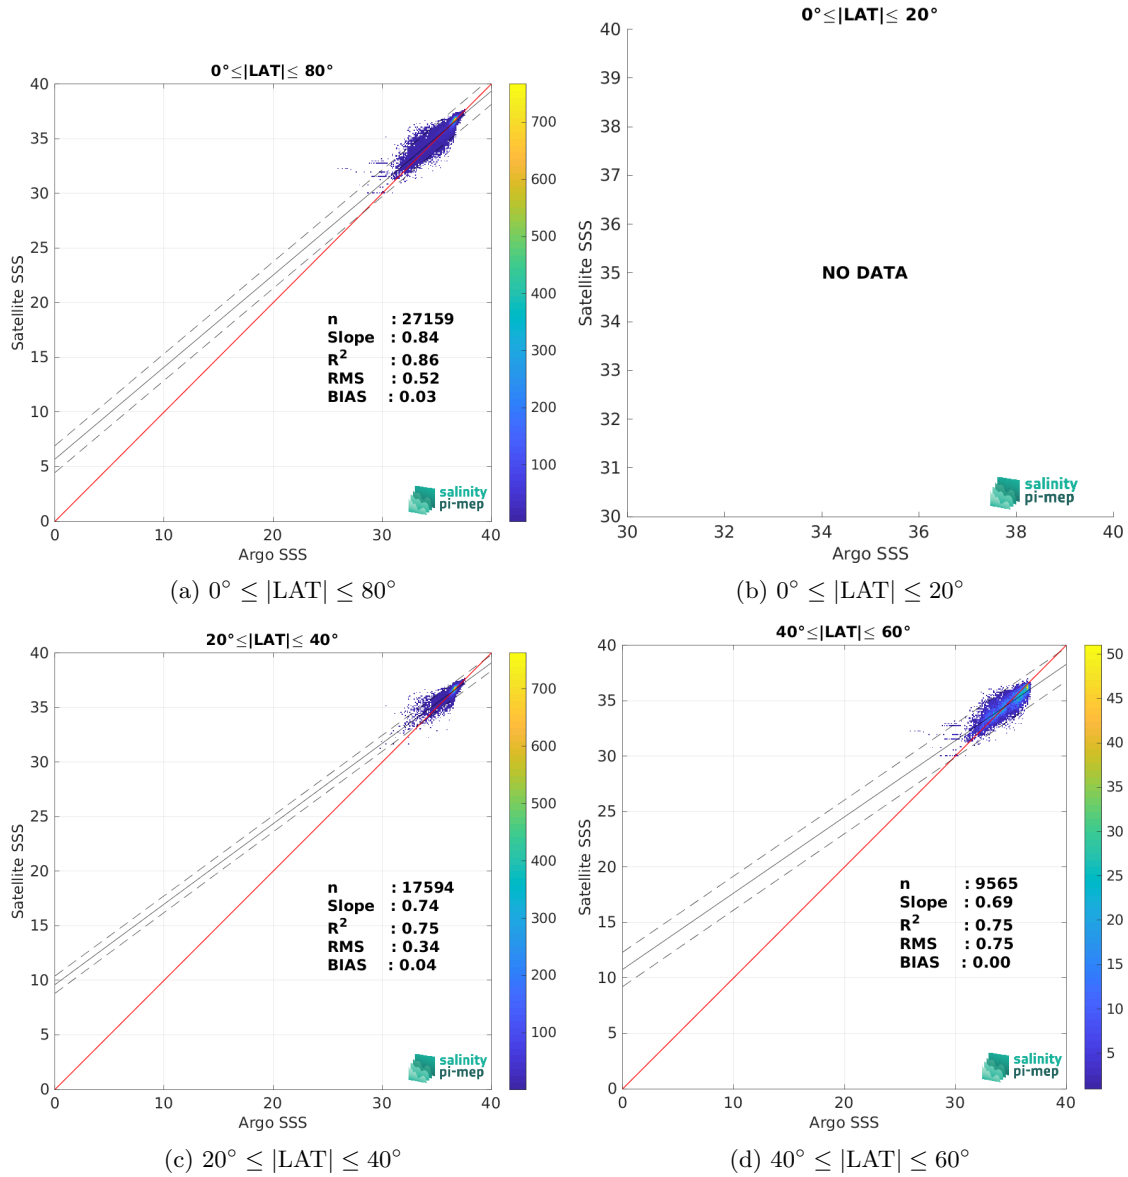 0°≤|LAT|≤ 80°
40
35
30
25
20
15
10
5
0
Satellite SSS
0
10
20
30
40
Argo SSS
700
600
500
400
300
200
100
n : 27159
Slope : 0.84
R² : 0.86
RMS : 0.52
BIAS : 0.03
salinity
pi-mep
(a) 0° ≤ |LAT| ≤ 80°
0°≤|LAT|≤ 20°
40
39
38
37
36
35
34
33
32
31
30
Satellite SSS
NO DATA
salinity
pi-mep
30
32
34
36
38
40
Argo SSS
(b) 0° ≤ |LAT| ≤ 20°
20°≤|LAT|≤ 40°
40
35
30
25
20
15
10
5
0
Satellite SSS
0
10
20
30
40
Argo SSS
700
600
500
400
300
200
100
n : 17594
Slope : 0.74
R² : 0.75
RMS : 0.34
BIAS : 0.04
salinity
pi-mep
(c) 20° ≤ |LAT| ≤ 40°
40°≤|LAT|≤ 60°
40
35
30
25
20
15
10
5
0
Satellite SSS
0
10
20
30
40
Argo SSS
50
45
40
35
30
25
20
15
10
5
n : 9565
Slope : 0.69
R² : 0.75
RMS : 0.75
BIAS : 0.00
salinity
pi-mep
(d) 40° ≤ |LAT| ≤ 60°